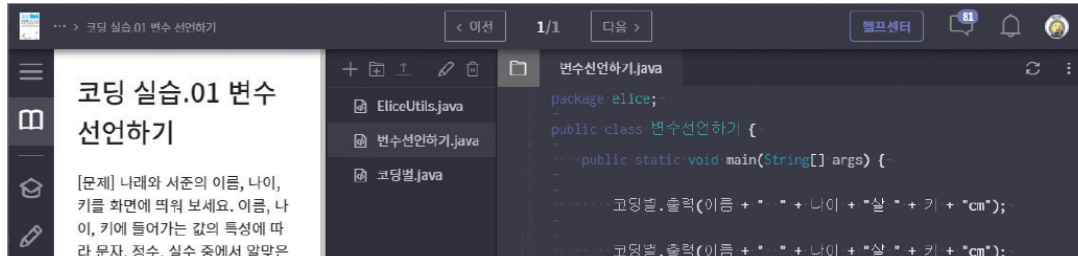 ··· > 코딩 실습.01 변수 선언하기
< 이전
1/1
다음 >
헬프센터
81
코딩 실습.01 변수
선언하기
[문제] 나래와 서준의 이름, 나이,
키를 화면에 띄워 보세요. 이름, 나
이, 키에 들어가는 값의 특성에 따
라 문자, 정수, 실수 중에서 알맞은
EliceUtils.java
변수선언하기.java
코딩별.java
변수선언하기.java
1 package elice;
2
3 public class 변수선언하기 {
4
5 public static void main(String[] args) {
코딩별.출력(이름 + "  " + 나이 + "살 " + 키 + "cm");
10
11 코딩별.출력(이름 + "  " + 나이 + "살 " + 키 + "cm");